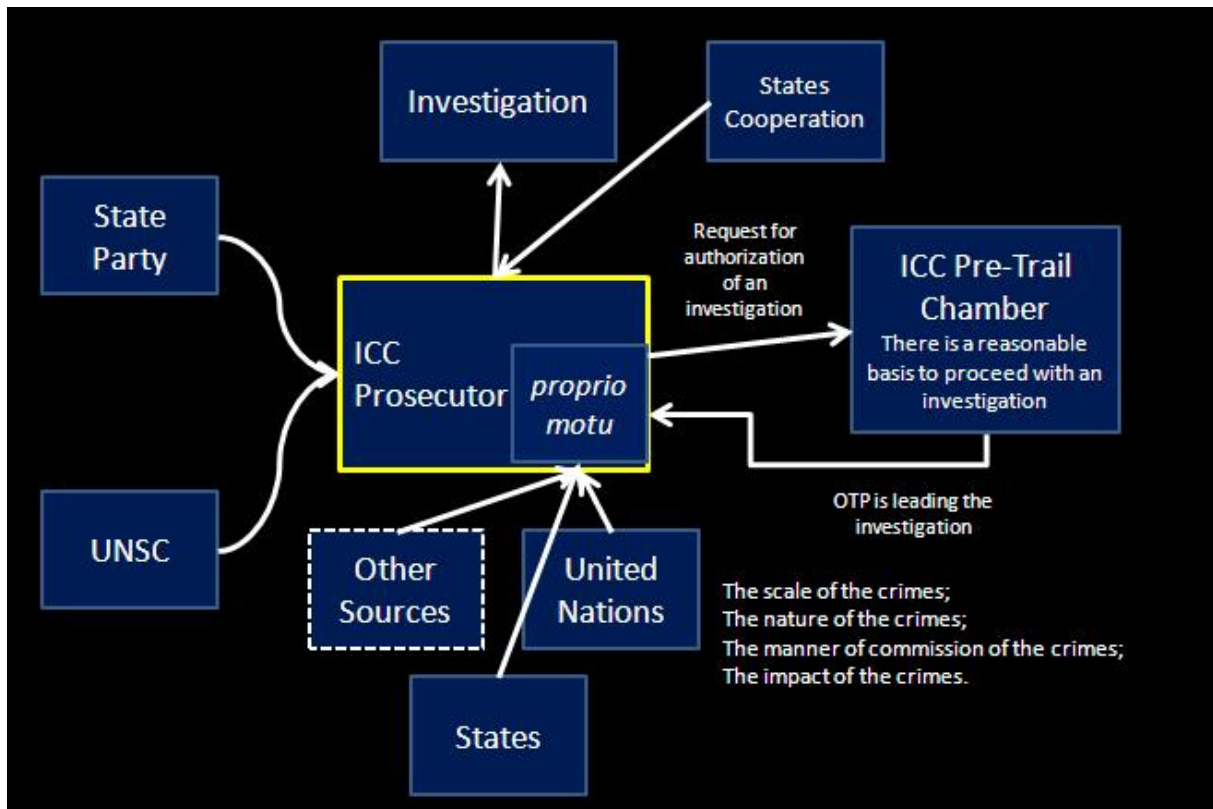 Investigation
States
Cooperation
State
Party
Request for
authorization
of an
investigation
ICC Pre-Trail
Chamber
There is a reasonable
basis to proceed with an
investigation
ICC
Prosecutor
proprio
motu
UNSC
OTP is leading the
investigation
Other
Sources
United
Nations
The scale of the crimes;
The nature of the crimes;
The manner of commission of the crimes;
The impact of the crimes.
States